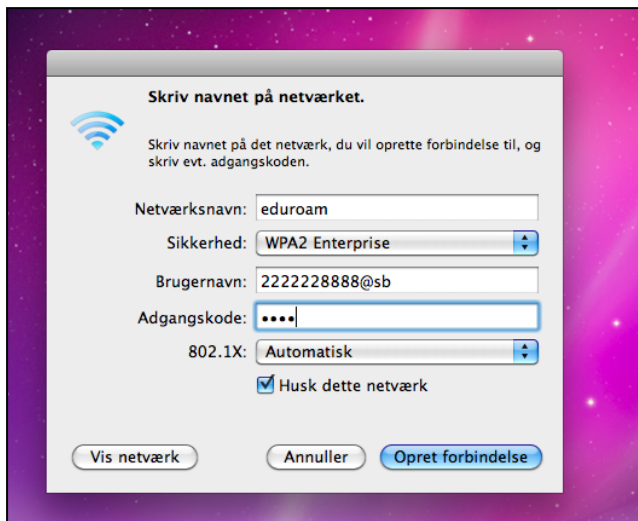 Skriv navnet på netværket.
Skriv navnet på det netværk, du vil oprette forbindelse til, og
skriv evt. adgangskoden.
Netværksnavn: eduroam
Sikkerhed: WPA2 Enterprise
Brugernavn: 2222228888@sb
Adgangskode: ••••
802.1X: Automatisk
Husk dette netværk
Vis netværk Annuller Opret forbindelse